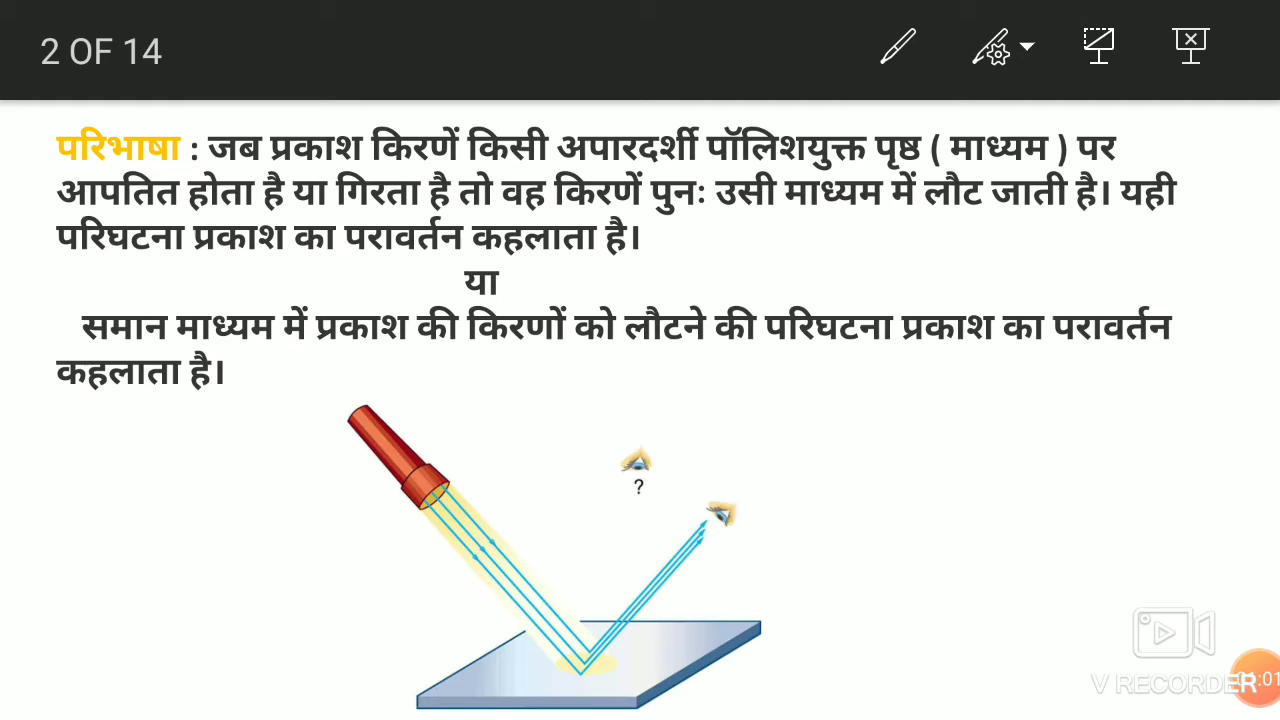 2 OF 14
परिभाषा : जब प्रकाश किरणें किसी अपारदर्शी पॉलिशयुक्त पृष्ठ ( माध्यम ) पर
आपतित होता है या गिरता है तो वह किरणें पुनः उसी माध्यम में लौट जाती है। यही
परिघटना प्रकाश का परावर्तन कहलाता है।
या
समान माध्यम में प्रकाश की किरणों को लौटने की परिघटना प्रकाश का परावर्तन
कहलाता है।
?
V RECORDER
01:01